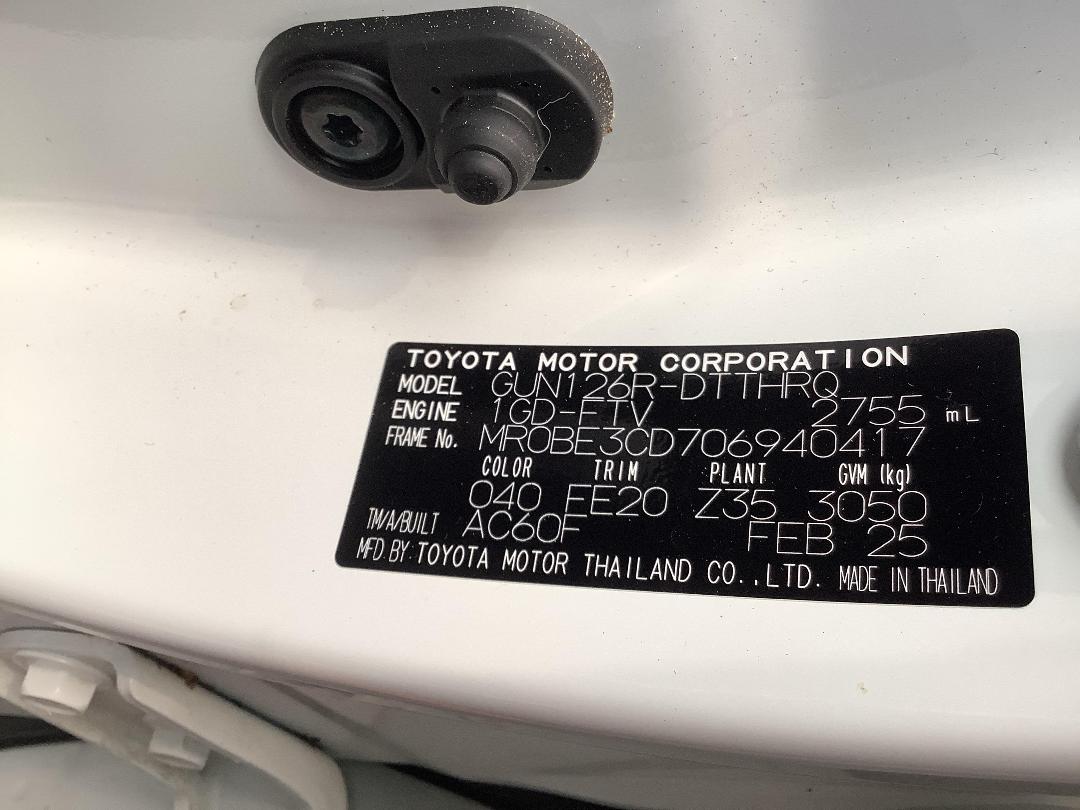 TOYOTA MOTOR CORPORATION
MODEL GUN126R-DTTHRQ
ENGINE 1GD-FTV 2755 mL
FRAME No. MR0BE3CD706940417
COLOR TRIM PLANT GVM (kg)
040 FE20 Z35 3050
TM/A/BUILT AC60F FEB 25
MFD. BY: TOYOTA MOTOR THAILAND CO.,LTD. MADE IN THAILAND